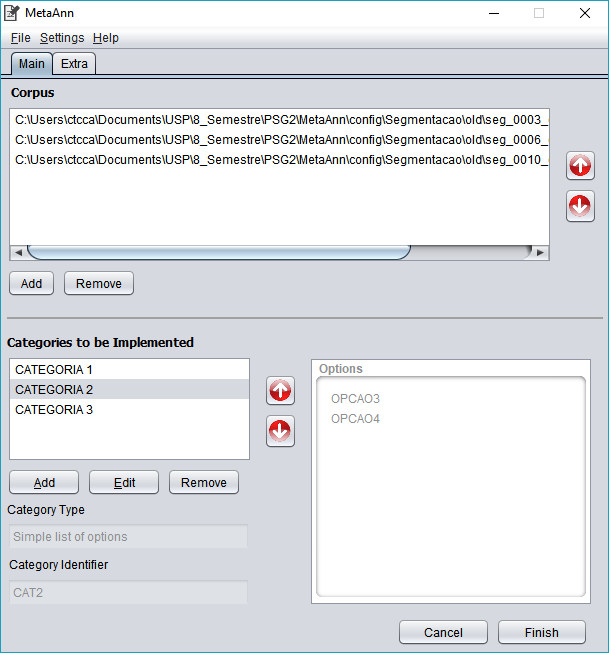 MetaAnn
File Settings Help
Main Extra
Corpus
C:\Users\ctcca\Documents\USP\8_Semestre\PSG2\MetaAnn\config\Segmentacao\old\seg_0003_
C:\Users\ctcca\Documents\USP\8_Semestre\PSG2\MetaAnn\config\Segmentacao\old\seg_0006_
C:\Users\ctcca\Documents\USP\8_Semestre\PSG2\MetaAnn\config\Segmentacao\old\seg_0010_
Add Remove
Categories to be Implemented
CATEGORIA 1
CATEGORIA 2
CATEGORIA 3
Options
OPCAO3
OPCAO4
Add Edit Remove
Category Type
Simple list of options
Category Identifier
CAT2
Cancel Finish